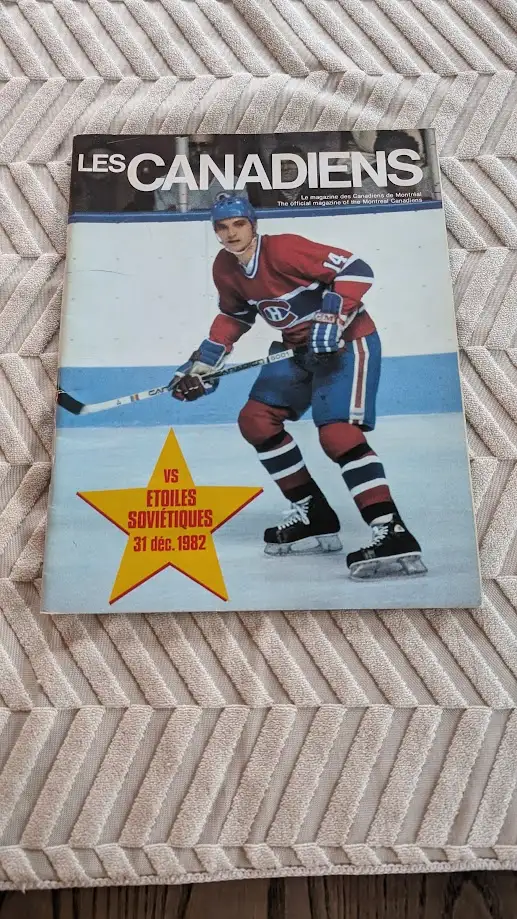 LES CANADIENS
Le magazine des Canadiens de Montréal
The official magazine of the Montreal Canadiens
14
CH
VS
ETOILES
SOVIÉTIQUES
31 déc. 1982